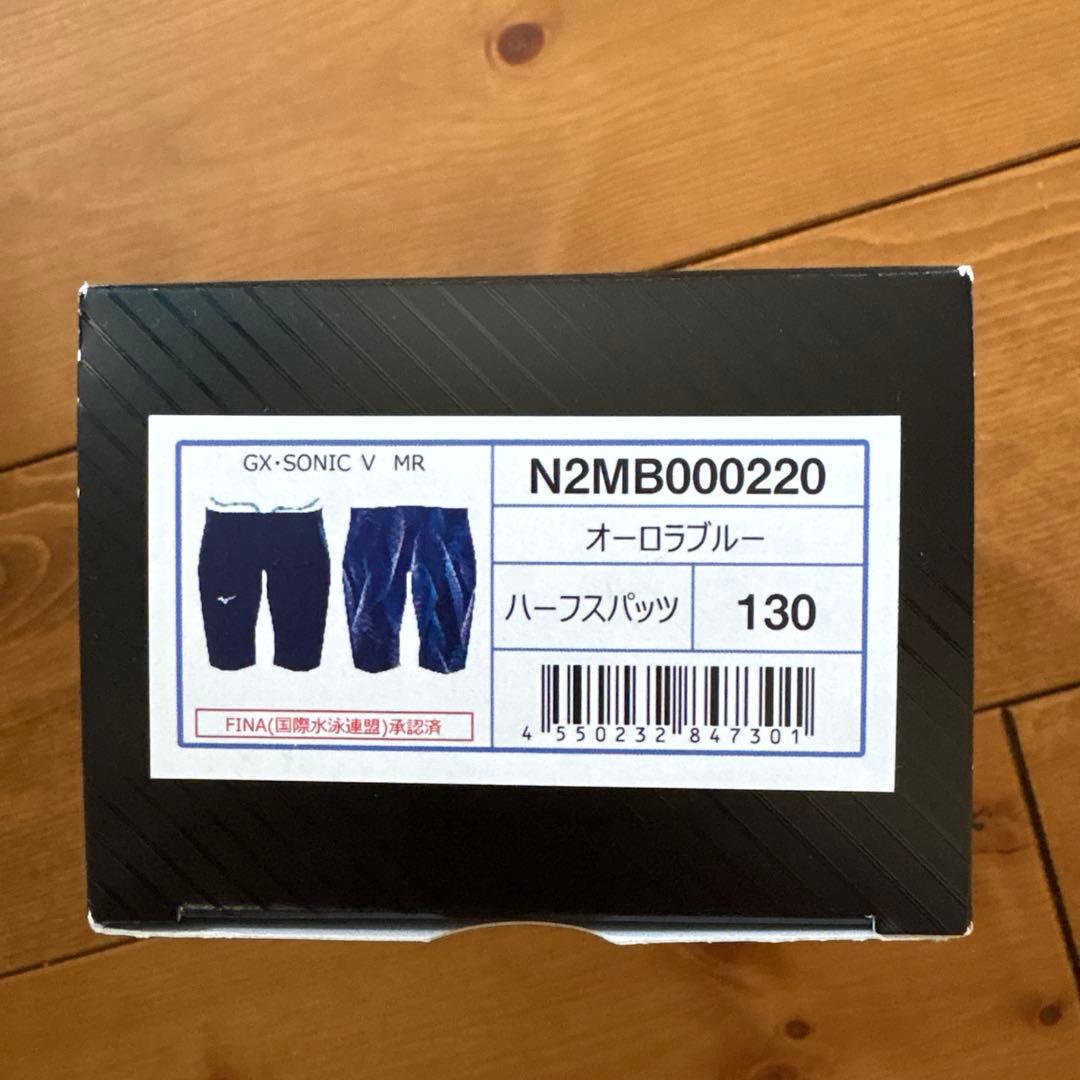 GX・SONIC V MR
FINA(国際水泳連盟)承認済
N2MB000220
オーロラブルー
ハーフスパッツ
130
4 550232 847301